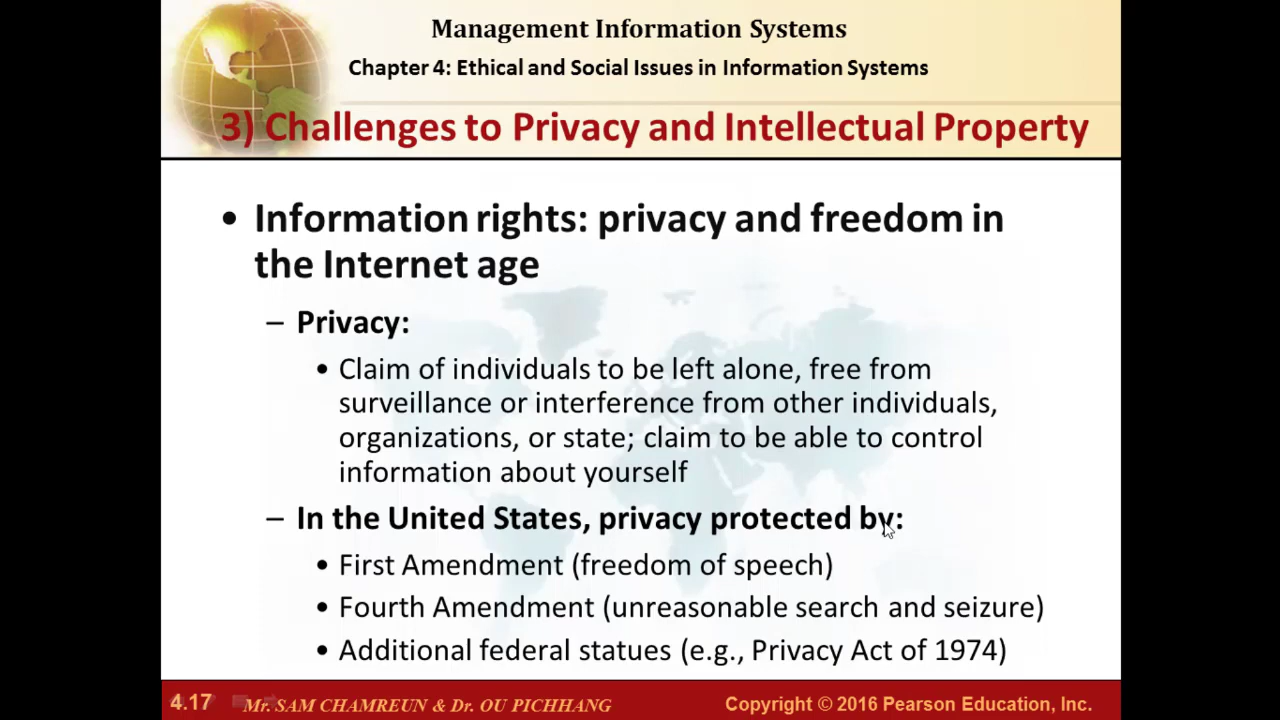 Management Information Systems
Chapter 4: Ethical and Social Issues in Information Systems
3) Challenges to Privacy and Intellectual Property
• Information rights: privacy and freedom in
the Internet age
– Privacy:
• Claim of individuals to be left alone, free from
surveillance or interference from other individuals,
organizations, or state; claim to be able to control
information about yourself
– In the United States, privacy protected by:
• First Amendment (freedom of speech)
• Fourth Amendment (unreasonable search and seizure)
• Additional federal statues (e.g., Privacy Act of 1974)
4.17 Mr. SAM CHAMREUN & Dr. OU PICHHANG Copyright © 2016 Pearson Education, Inc.